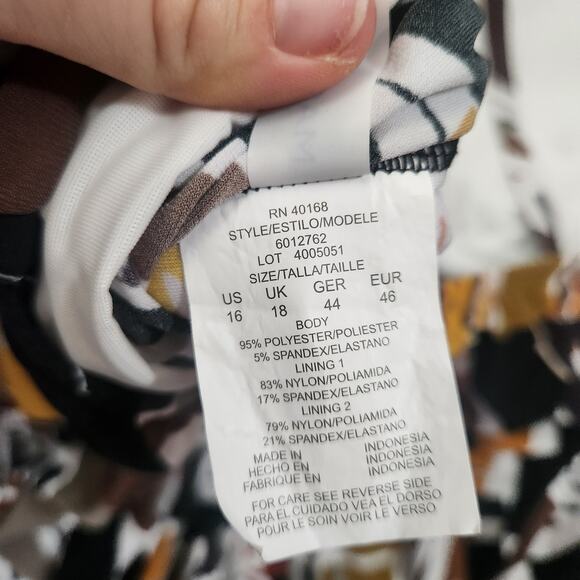 RN 40168
STYLE/ESTILO/MODELE
6012762
LOT 4005051
SIZE/TALLA/TAILLE
US UK GER EUR
16 18 44 46
BODY
95% POLYESTER/POLIESTER
5% SPANDEX/ELASTANO
LINING 1
83% NYLON/POLIAMIDA
17% SPANDEX/ELASTANO
LINING 2
79% NYLON/POLIAMIDA
21% SPANDEX/ELASTANO
MADE IN INDONESIA
HECHO EN INDONESIA
FABRIQUE EN INDONESIA
FOR CARE SEE REVERSE SIDE
PARA EL CUIDADO VEA EL DORSO
POUR LE SOIN VOIR LE VERSO